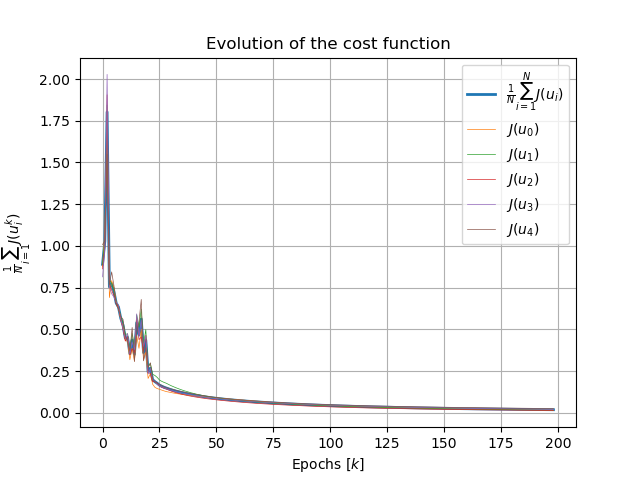 Evolution of the cost function
2.00
1.75
1.50
1.25
1.00
0.75
0.50
0.25
0.00
0 25 50 75 100 125 150 175 200
Epochs [k]
1/N ∑_{i=1} J(u_i^k)
1/N ∑_{i=1}^{N} J(u_i)
J(u_0)
J(u_1)
J(u_2)
J(u_3)
J(u_4)